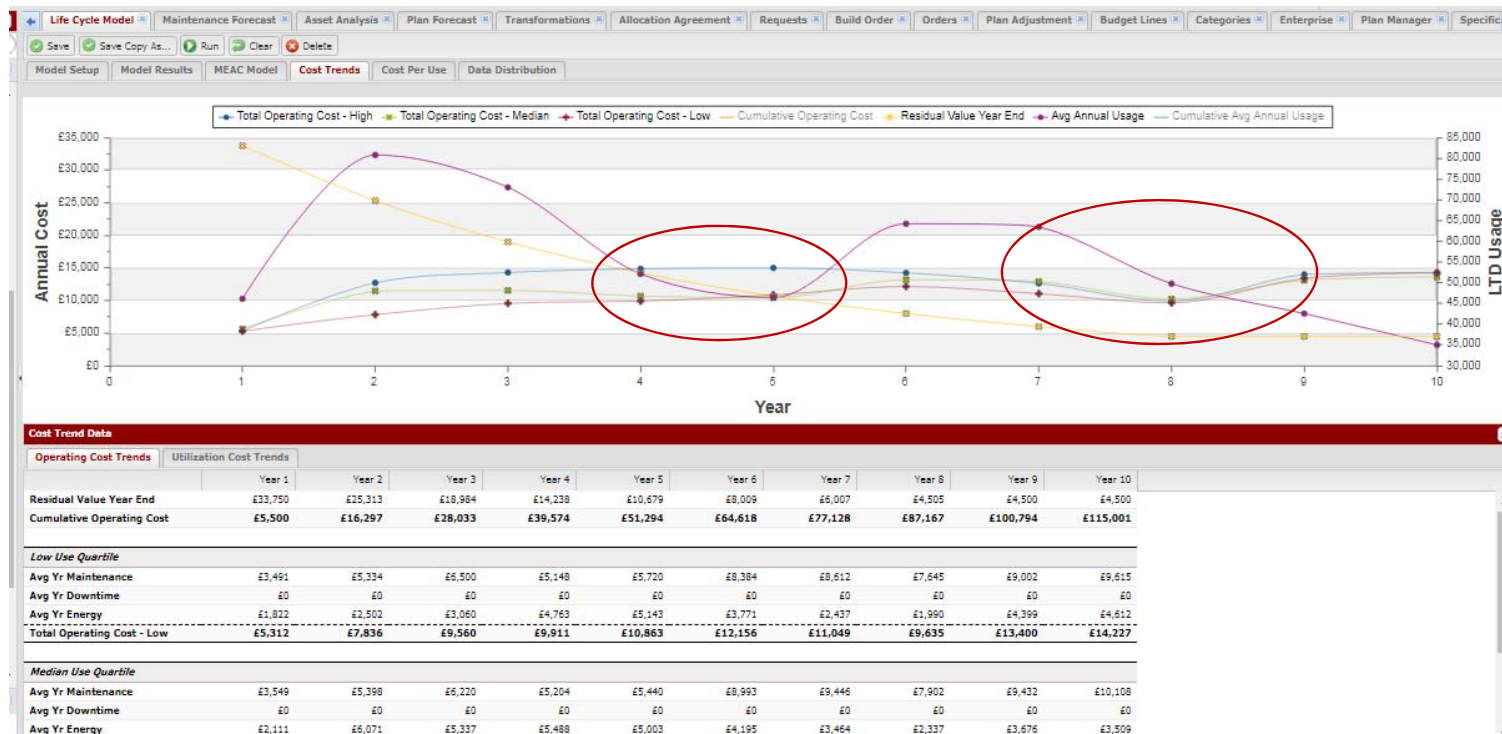 Life Cycle Model Maintenance Forecast Asset Analysis Plan Forecast Transformations Allocation Agreement Requests Build Order Orders Plan Adjustment Budget Lines Categories Enterprise Plan Manager Specific
Save Save Copy As... Run Clear Delete
Model Setup Model Results MEAC Model Cost Trends Cost Per Use Data Distribution
Total Operating Cost - High Total Operating Cost - Median Total Operating Cost - Low Cumulative Operating Cost Residual Value Year End Avg Annual Usage Cumulative Avg Annual Usage
£35,000
£30,000
£25,000
£20,000
£15,000
£10,000
£5,000
£0
Annual Cost
85,000
80,000
75,000
70,000
65,000
60,000
55,000
50,000
45,000
40,000
35,000
30,000
LTD Usage
0 1 2 3 4 5 6 7 8 9 10
Year
Cost Trend Data
Operating Cost Trends Utilization Cost Trends
Year 1 Year 2 Year 3 Year 4 Year 5 Year 6 Year 7 Year 8 Year 9 Year 10
Residual Value Year End £33,750 £25,313 £18,984 £14,238 £10,679 £8,009 £6,007 £4,505 £4,500 £4,500
Cumulative Operating Cost £5,500 £16,297 £28,033 £39,574 £51,294 £64,618 £77,128 £87,167 £100,794 £115,001
Low Use Quartile
Avg Yr Maintenance £3,491 £5,334 £6,500 £5,148 £5,720 £8,384 £8,612 £7,645 £9,002 £9,615
Avg Yr Downtime £0 £0 £0 £0 £0 £0 £0 £0 £0 £0
Avg Yr Energy £1,822 £2,502 £3,060 £4,763 £5,143 £3,771 £2,437 £1,990 £4,399 £4,612
Total Operating Cost - Low £5,312 £7,836 £9,560 £9,911 £10,863 £12,156 £11,049 £9,635 £13,400 £14,227
Median Use Quartile
Avg Yr Maintenance £3,549 £5,398 £6,220 £5,204 £5,440 £8,993 £9,446 £7,902 £9,432 £10,108
Avg Yr Downtime £0 £0 £0 £0 £0 £0 £0 £0 £0 £0
Avg Yr Energy £2,111 £6,071 £5,337 £5,488 £5,003 £4,195 £3,464 £2,337 £3,676 £3,509